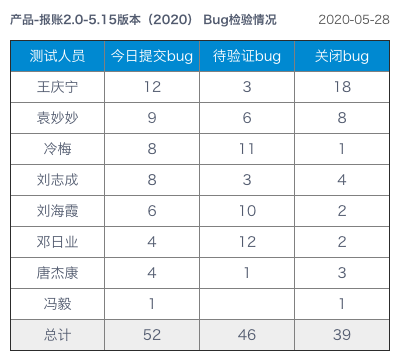 产品-报账2.0-5.15版本（2020） Bug检验情况 2020-05-28
测试人员 今日提交bug 待验证bug 关闭bug
王庆宁 12 3 18
袁妙妙 9 6 8
冷梅 8 11 1
刘志成 8 3 4
刘海霞 6 10 2
邓日业 4 12 2
唐杰康 4 1 3
冯毅 1 1
总计 52 46 39